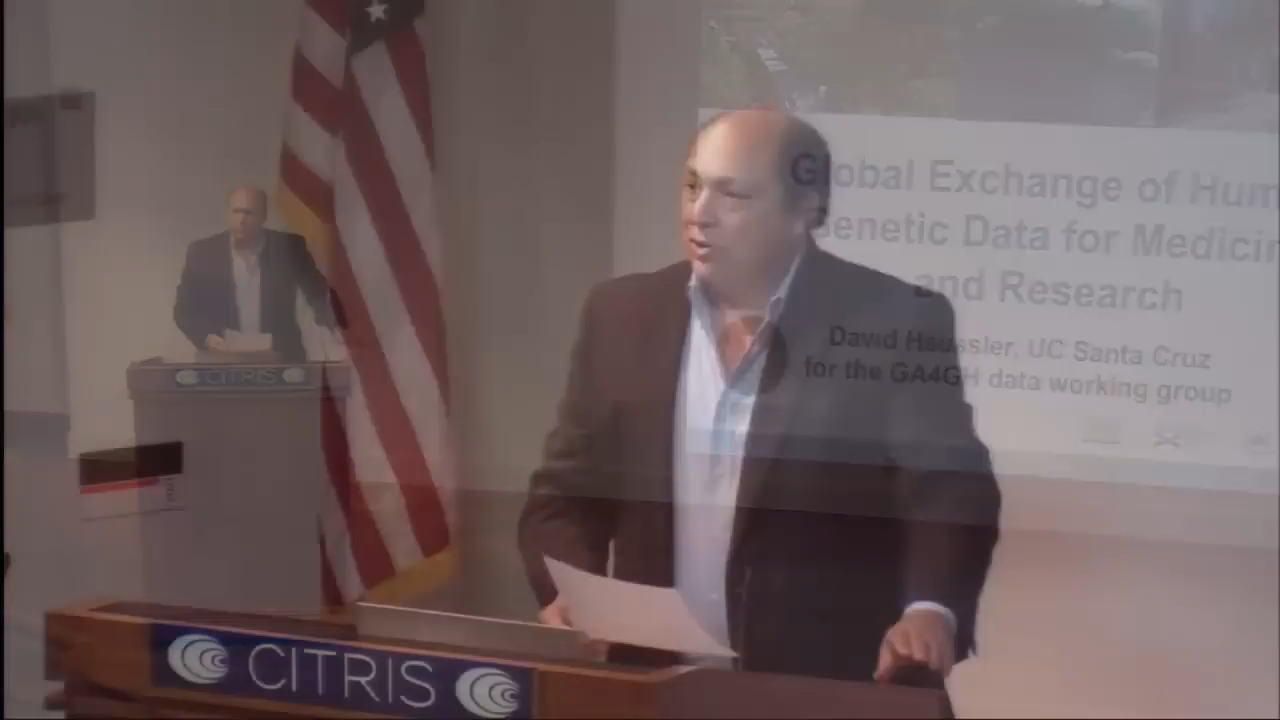 Global Exchange of Hum
Genetic Data for Medicin
and Research
David Haussler, UC Santa Cruz
for the GA4GH data working group
CITRIS
CITRIS